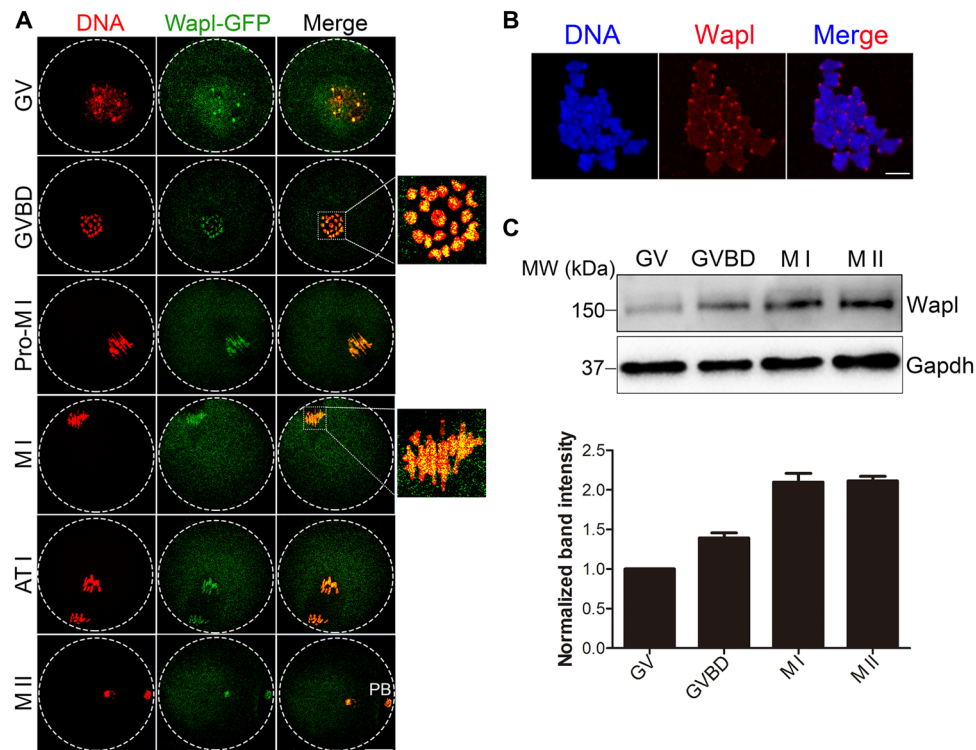 A
DNA Wapl-GFP Merge
GV
GVBD
Pro-M I
M I
AT I
M II
PB
B
DNA Wapl Merge
C
MW (kDa) GV GVBD M I M II
150 Wapl
37 Gapdh
Normalized band intensity
2.5
2.0
1.5
1.0
0.5
0.0
GV GVBD M I M II